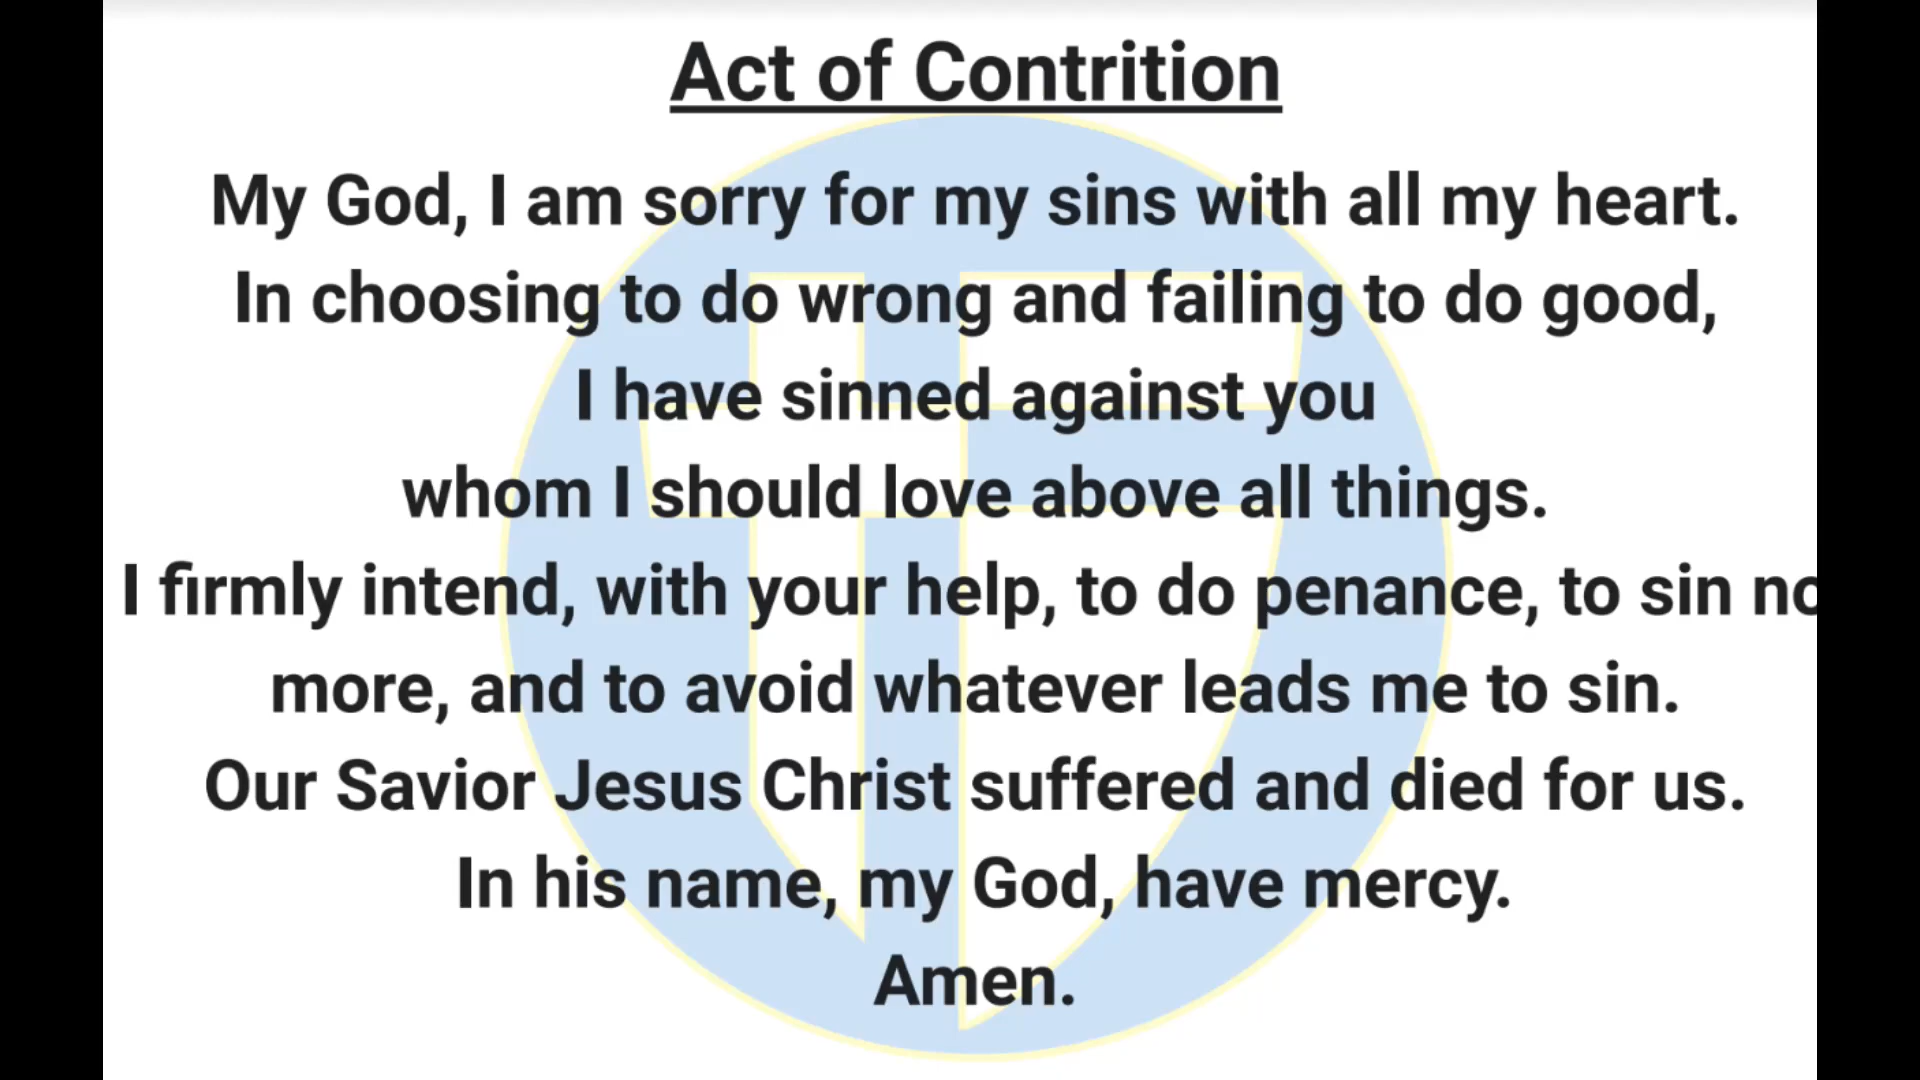 Act of Contrition
My God, I am sorry for my sins with all my heart.
In choosing to do wrong and failing to do good,
I have sinned against you
whom I should love above all things.
I firmly intend, with your help, to do penance, to sin no
more, and to avoid whatever leads me to sin.
Our Savior Jesus Christ suffered and died for us.
In his name, my God, have mercy.
Amen.